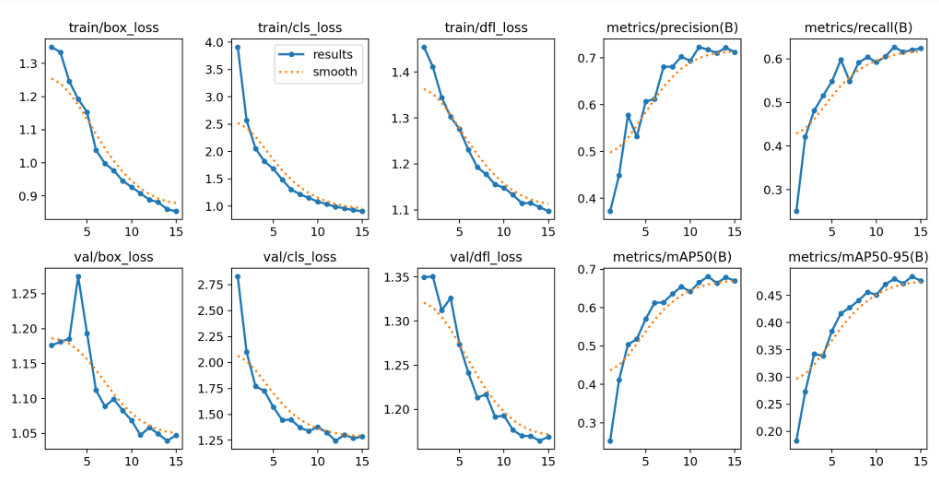 train/box_loss
train/cls_loss
train/dfl_loss
metrics/precision(B)
metrics/recall(B)
1.3
1.2
1.1
1.0
0.9
5 10 15
4.0
3.5
3.0
2.5
2.0
1.5
1.0
results
smooth
5 10 15
1.4
1.3
1.2
1.1
5 10 15
0.7
0.6
0.5
0.4
5 10 15
0.6
0.5
0.4
0.3
5 10 15
val/box_loss
val/cls_loss
val/dfl_loss
metrics/mAP50(B)
metrics/mAP50-95(B)
1.25
1.20
1.15
1.10
1.05
5 10 15
2.75
2.50
2.25
2.00
1.75
1.50
1.25
5 10 15
1.35
1.30
1.25
1.20
5 10 15
0.7
0.6
0.5
0.4
0.3
5 10 15
0.45
0.40
0.35
0.30
0.25
0.20
5 10 15